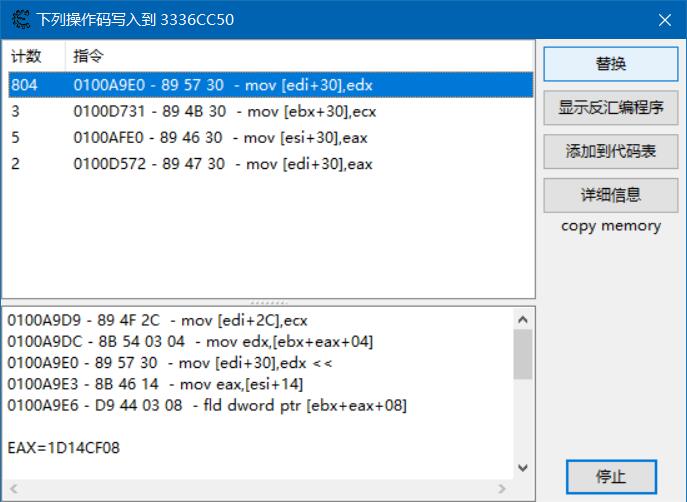 下列操作码写入到 3336CC50
计数 指令
804 0100A9E0 - 89 57 30 - mov [edi+30],edx
3 0100D731 - 89 4B 30 - mov [ebx+30],ecx
5 0100AFE0 - 89 46 30 - mov [esi+30],eax
2 0100D572 - 89 47 30 - mov [edi+30],eax
替换
显示反汇编程序
添加到代码表
详细信息
copy memory
0100A9D9 - 89 4F 2C - mov [edi+2C],ecx
0100A9DC - 8B 54 03 04 - mov edx,[ebx+eax+04]
0100A9E0 - 89 57 30 - mov [edi+30],edx <<
0100A9E3 - 8B 46 14 - mov eax,[esi+14]
0100A9E6 - D9 44 03 08 - fld dword ptr [ebx+eax+08]
EAX=1D14CF08
停止